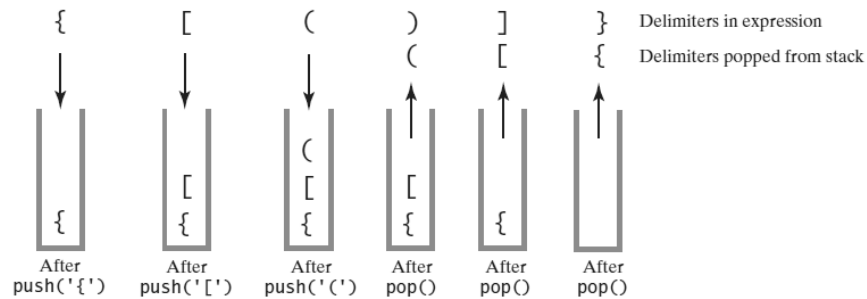 { [ ( ) ] } Delimiters in expression
( [ { Delimiters popped from stack
(
[ [ [
{ { { { {
After After After After After After
push('{') push('[') push('(') pop() pop() pop()